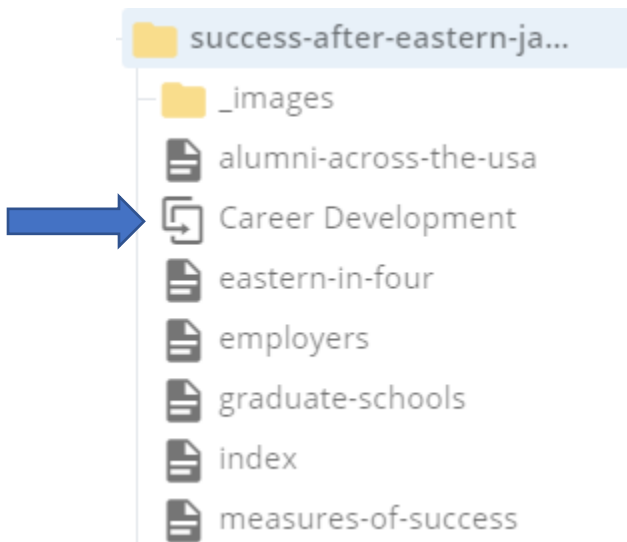 success-after-eastern-ja...
_images
alumni-across-the-usa
Career Development
eastern-in-four
employers
graduate-schools
index
measures-of-success